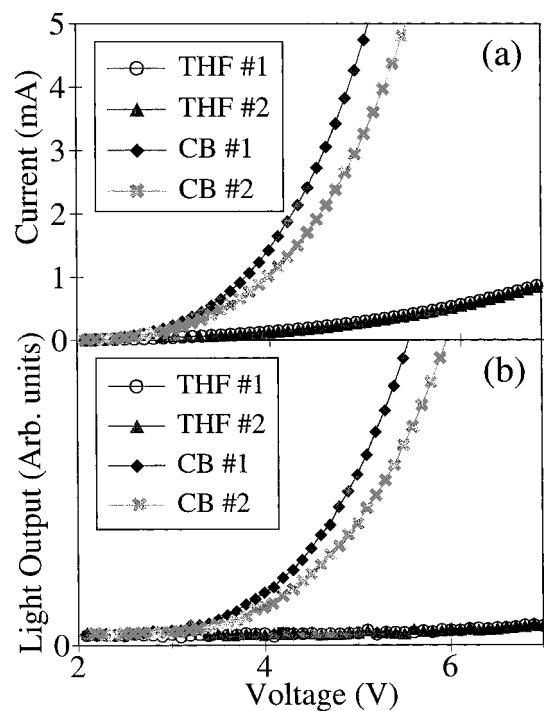 5
4
3
2
1
0
Current (mA)
(a)
THF #1
THF #2
CB #1
CB #2
Light Output (Arb. units)
0
(b)
THF #1
THF #2
CB #1
CB #2
2
4
6
Voltage (V)